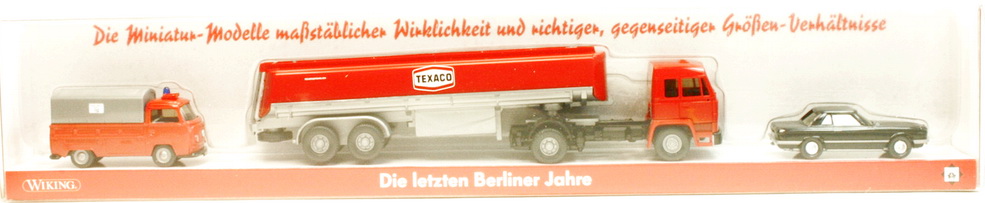 Die Miniatur-Modelle maßstäblicher Wirklichkeit und richtiger, gegenseitiger Größen-Verhältnisse
TEXACO
WIKING
Die letzten Berliner Jahre